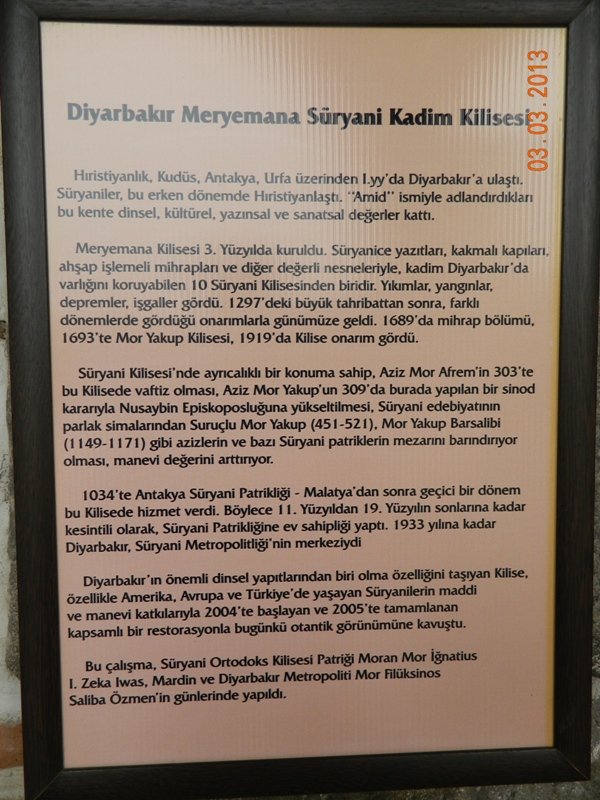 03.03.2013
Diyarbakır Meryemana Süryani Kadim Kilisesi
Hıristiyanlık, Kudüs, Antakya, Urfa üzerinden I.yy'da Diyarbakır'a ulaştı.
Süryaniler, bu erken dönemde Hıristiyanlaştı. "Amid" ismiyle adlandırdıkları
bu kente dinsel, kültürel, yazınsal ve sanatsal değerler kattı.
Meryemana Kilisesi 3. Yüzyılda kuruldu. Süryanice yazıtları, kakmalı kapıları,
ahşap işlemeli mihrapları ve diğer değerli nesneleriyle, kadim Diyarbakır'da
varlığını koruyabilen 10 Süryani Kilisesinden biridir. Yıkımlar, yangınlar,
depremler, işgaller gördü. 1297'deki büyük tahribattan sonra, farklı
dönemlerde gördüğü onarımlarla günümüze geldi. 1689'da mihrap bölümü,
1693'te Mor Yakup Kilisesi, 1919'da Kilise onarım gördü.
Süryani Kilisesi'nde ayrıcalıklı bir konuma sahip, Aziz Mor Afrem'in 303'te
bu Kilisede vaftiz olması, Aziz Mor Yakup'un 309'da burada yapılan bir sinod
kararıyla Nusaybin Episkoposluğuna yükseltilmesi, Süryani edebiyatının
parlak simalarından Suruçlu Mor Yakup (451-521), Mor Yakup Barsalibi
(1149-1171) gibi azizlerin ve bazı Süryani patriklerin mezarını barındırıyor
olması, manevi değerini arttırıyor.
1034'te Antakya Süryani Patrikliği - Malatya'dan sonra geçici bir dönem
bu Kilisede hizmet verdi. Böylece 11. Yüzyıldan 19. Yüzyılın sonlarına kadar
kesintili olarak, Süryani Patrikliğine ev sahipliği yaptı. 1933 yılına kadar
Diyarbakır, Süryani Metropolitliği'nin merkeziydi
Diyarbakır'ın önemli dinsel yapıtlarından biri olma özelliğini taşıyan Kilise,
özellikle Amerika, Avrupa ve Türkiye'de yaşayan Süryanilerin maddi
ve manevi katkılarıyla 2004'te başlayan ve 2005'te tamamlanan
kapsamlı bir restorasyonla bugünkü otantik görünümüne kavuştu.
Bu çalışma, Süryani Ortodoks Kilisesi Patriği Moran Mor İğnatius
I. Zeka Iwas, Mardin ve Diyarbakır Metropoliti Mor Filüksinos
Saliba Özmen'in günlerinde yapıldı.